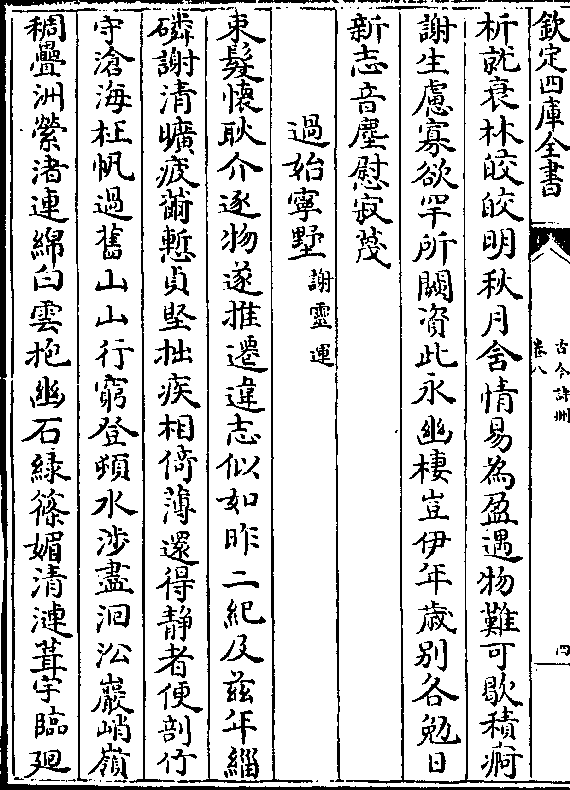 欽定四庫全書
古今詩刪
卷八
四
析就衰林皎皎明秋月含情易為盈遇物難可歇積痾
謝生慮寡欲罕所闕資此永幽棲豈伊年歲别各勉日
新志音塵慰寂蔑
過始寧墅
謝靈運
束髮懷耿介逐物遂推遷違志似如昨二紀及兹年緇
磷謝清曠疲薾慙貞堅拙疾相倚薄還得静者便剖竹
守滄海枉帆過舊山山行窮登頓水涉盡洄沿巖峭嶺
稠疊洲縈渚連綿白雲抱幽石緑篠媚清漣葺宇臨廻